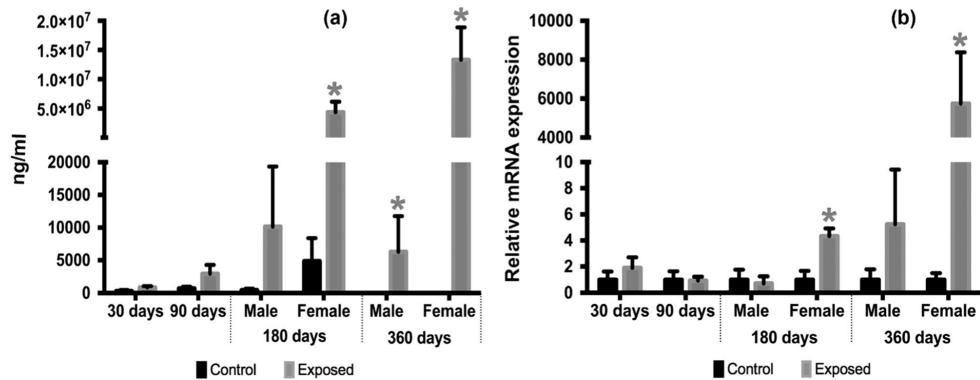 (a)
ng/ml
2.0×10⁷
1.5×10⁷
1.0×10⁷
5.0×10⁶
20000
15000
10000
5000
0
* * *
30 days 90 days Male Female Male Female
180 days 360 days
Control Exposed
(b)
Relative mRNA expression
10000
8000
6000
4000
12
10
8
6
4
2
0
* *
30 days 90 days Male Female Male Female
180 days 360 days
Control Exposed